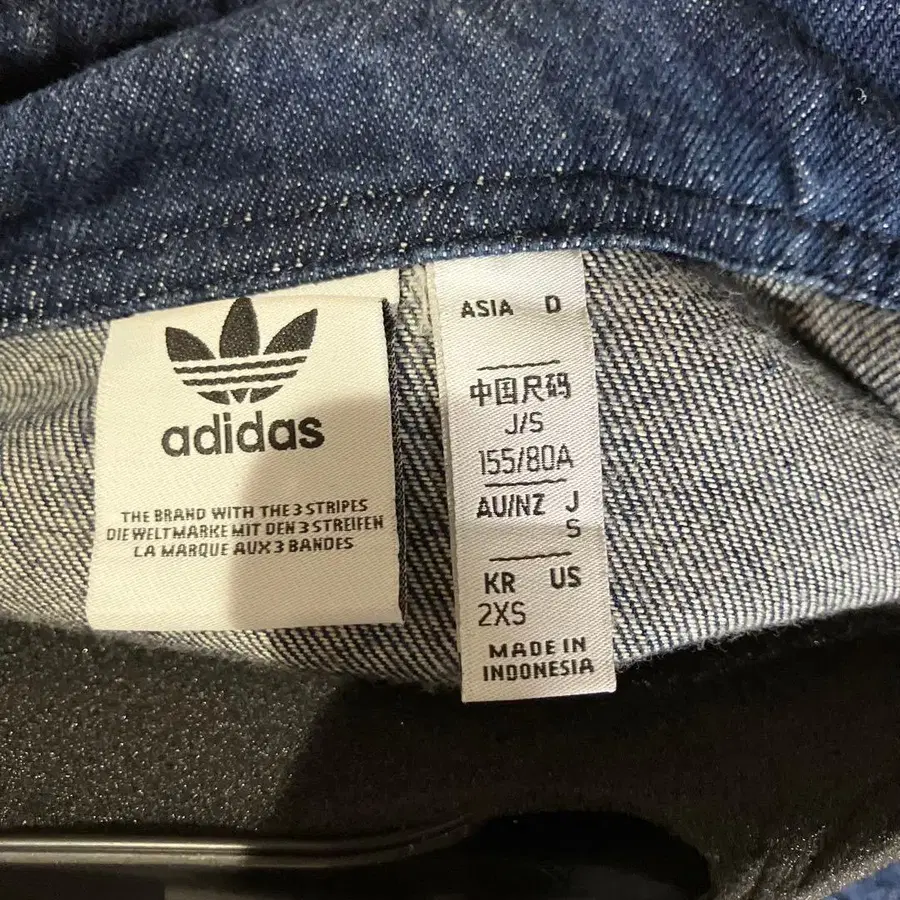 adidas
THE BRAND WITH THE 3 STRIPES
DIE WELTMARKE MIT DEN 3 STREIFEN
LA MARQUE AUX 3 BANDES
ASIA D
中国尺码
J/S
155/80A
AU/NZ J
S
KR US
2XS
MADE IN
INDONESIA